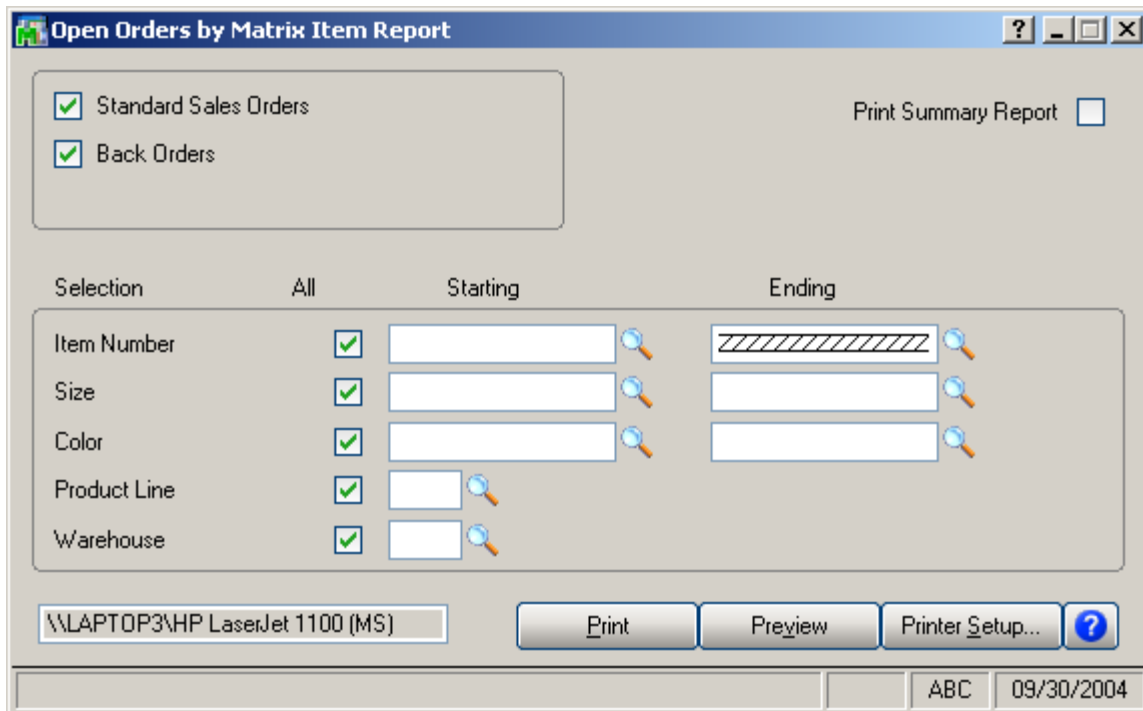 Open Orders by Matrix Item Report
Standard Sales Orders
Print Summary Report
Back Orders
Selection All Starting Ending
Item Number ZZZZZZZZZZZZZZZ
Size
Color
Product Line
Warehouse
\\LAPTOP3\HP LaserJet 1100 (MS) Print Preview Printer Setup... ?
ABC 09/30/2004